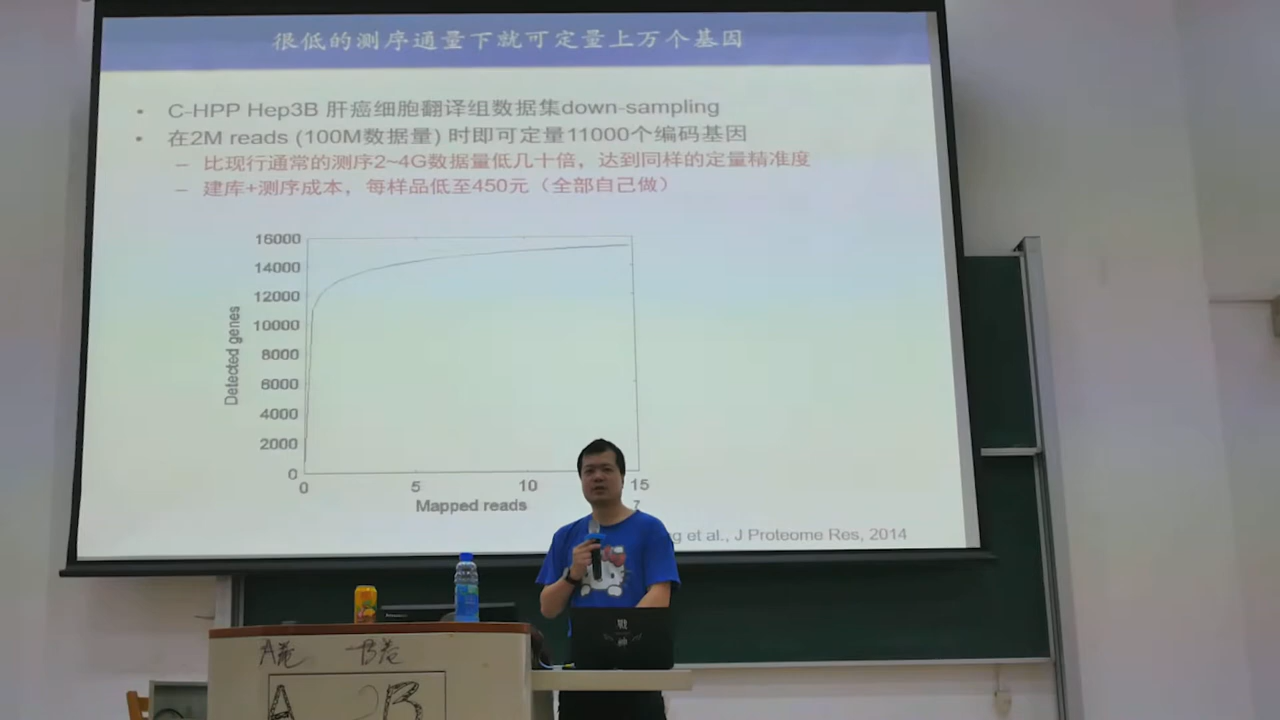 很低的测序通量下就可定量上万个基因
• C-HPP Hep3B 肝癌细胞翻译组数据集down-sampling
• 在2M reads (100M数据量) 时即可定量11000个编码基因
– 比现行通常的测序2~4G数据量低几十倍，达到同样的定量精准度
– 建库+测序成本，每样品低至450元（全部自己做）
16000
14000
12000
10000
8000
6000
4000
2000
0
Detected genes
0 5 10 15
Mapped reads
7
et al., J Proteome Res, 2014
战神
A卷 B卷
A B